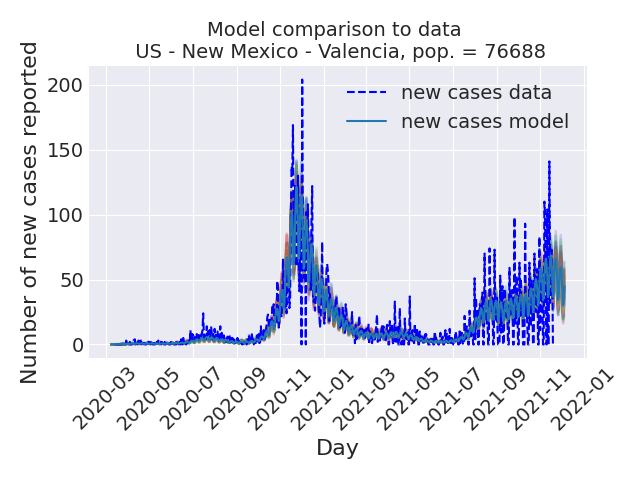 Model comparison to data
US - New Mexico - Valencia, pop. = 76688
Number of new cases reported
200
150
100
50
0
new cases data
new cases model
2020-03
2020-05
2020-07
2020-09
2020-11
2021-01
2021-03
2021-05
2021-07
2021-09
2021-11
2022-01
Day